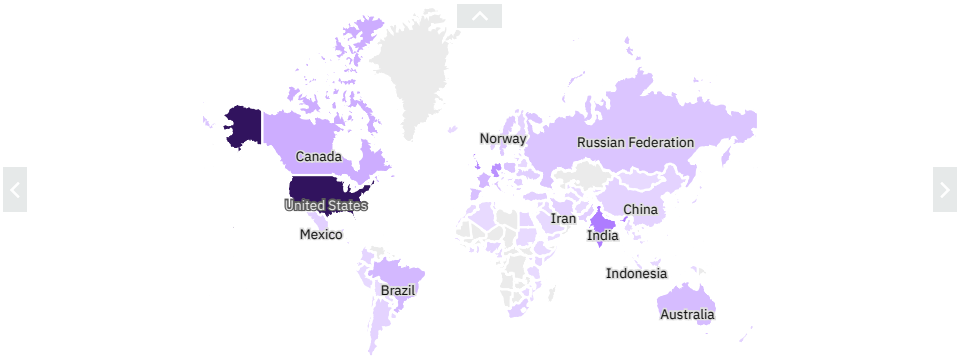 Norway
Russian Federation
Canada
United States
China
Iran
Mexico
India
Indonesia
Brazil
Australia